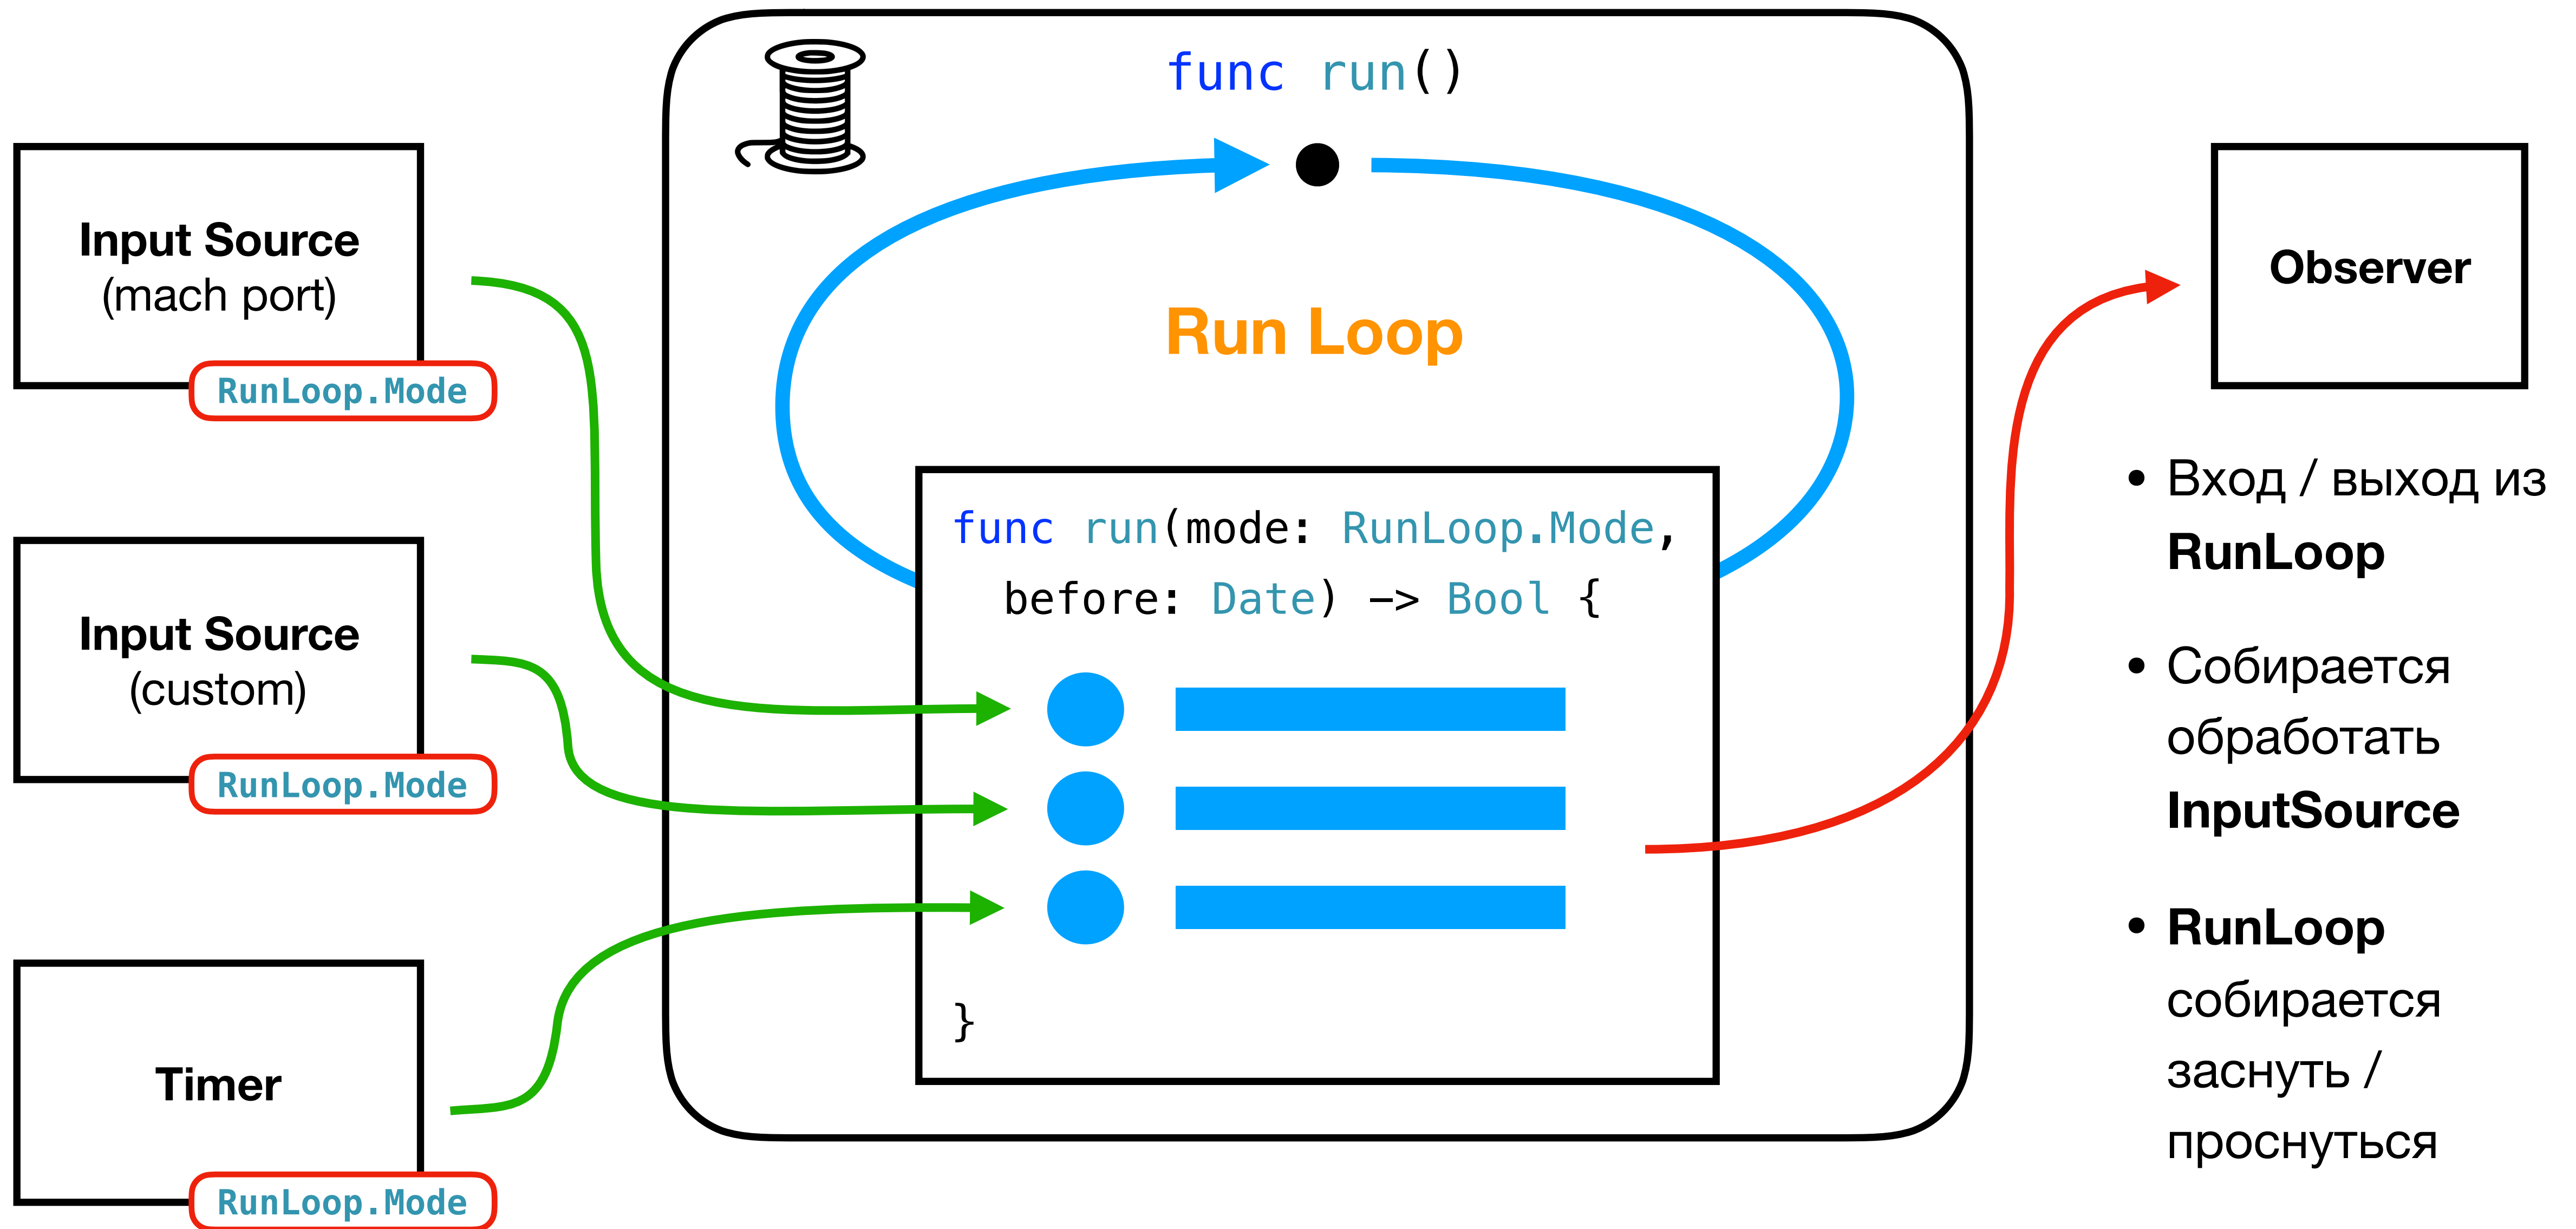 Input Source
(mach port)
RunLoop.Mode
Input Source
(custom)
RunLoop.Mode
Timer
RunLoop.Mode
func run()
Run Loop
func run(mode: RunLoop.Mode,
before: Date) -> Bool {
}
Observer
• Вход / выход из
RunLoop
• Собирается
обработать
InputSource
• RunLoop
собирается
заснуть /
проснуться